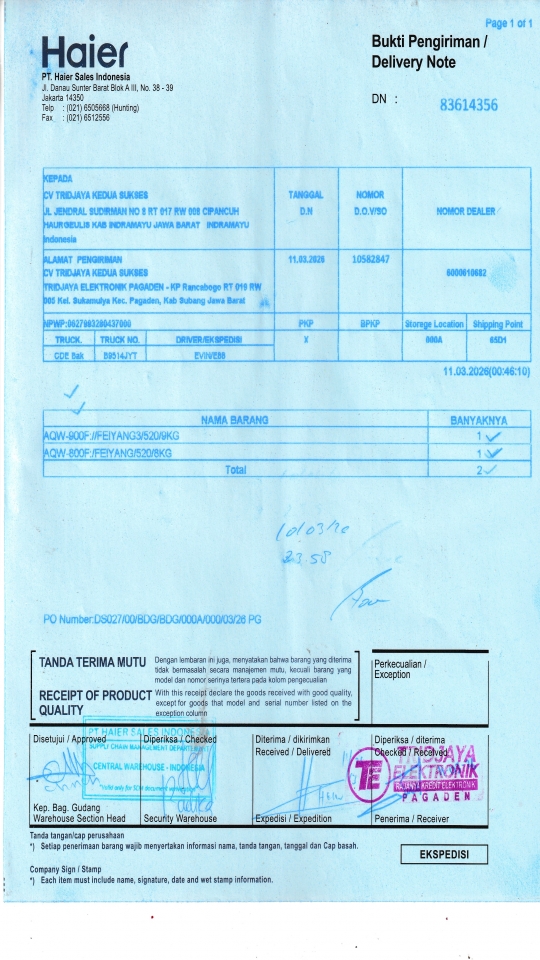 Page 1 of 1
Haier
PT. Haier Sales Indonesia
Jl. Danau Sunter Barat Blok A III, No. 38 - 39
Jakarta 14350
Telp : (021) 6505668 (Hunting)
Fax : (021) 6512556
Bukti Pengiriman /
Delivery Note
DN : 83614356
KEPADA
CV TRIDJAYA KEDUA SUKSES
JL JENDRAL SUDIRMAN NO 8 RT 017 RW 008 CIPANCUH
HAURGEULIS KAB INDRAMAYU JAWA BARAT INDRAMAYU
Indonesia
TANGGAL
D.N
NOMOR
D.O.Y/SO
NOMOR DEALER
ALAMAT PENGIRIMAN
CV TRIDJAYA KEDUA SUKSES
TRIDJAYA ELEKTRONIK PAGADEN - KP Rancabogo RT 019 RW
005 Kel. Sukamulya Kec. Pagaden, Kab Subang Jawa Barat
11.03.2026
10582847
6000610682
NPWP:0627983280437000
PKP
BPKP
Storage Location
Shipping Point
TRUCK.
TRUCK NO.
DRIVER/EKSPEDISI
X
000A
65D1
CDE Bak
B9514JYT
EVIN/E88
11.03.2026(00:46:10)
NAMA BARANG
BANYAKNYA
AQW-900F://FEIYANG3/520/9KG
1
AQW-800F:/FEIYANG/520/8KG
1
Total
2
23.58
PO Number:DS027/00/BDG/BDG/000A/000/03/26 PG
TANDA TERIMA MUTU
Dengan lembaran ini juga, menyatakan bahwa barang yang diterima
tidak bermasalah secara manajemen mutu, kecuali barang yang
model dan nomor serinya tertera pada kolom pengecualian
RECEIPT OF PRODUCT
QUALITY
With this receipt declare the goods received with good quality,
except for goods that model and serial number listed on the
exception column
Perkecualian /
Exception
Disetujui / Approved
Diperiksa / Checked
Diterima / dikirimkan
Received / Delivered
Diperiksa / diterima
Checked / Received
PT HAIER SALES INDONESIA
SUPPLY CHAIN MANAGEMENT DEPARTEMENT
CENTRAL WAREHOUSE - INDONESIA
TE
TRIDJAYA
ELEKTRONIK
RAJANYA KREDIT ELEKTRONIK
PAGADEN
Kep. Bag. Gudang
Warehouse Section Head
Security Warehouse
Expedisi / Expedition
Penerima / Receiver
Tanda tangan/cap perusahaan
*) Setiap penerimaan barang wajib menyertakan informasi nama, tanda tangan, tanggal dan Cap basah.
EKSPEDISI
Company Sign / Stamp
*) Each item must include name, signature, date and wet stamp information.